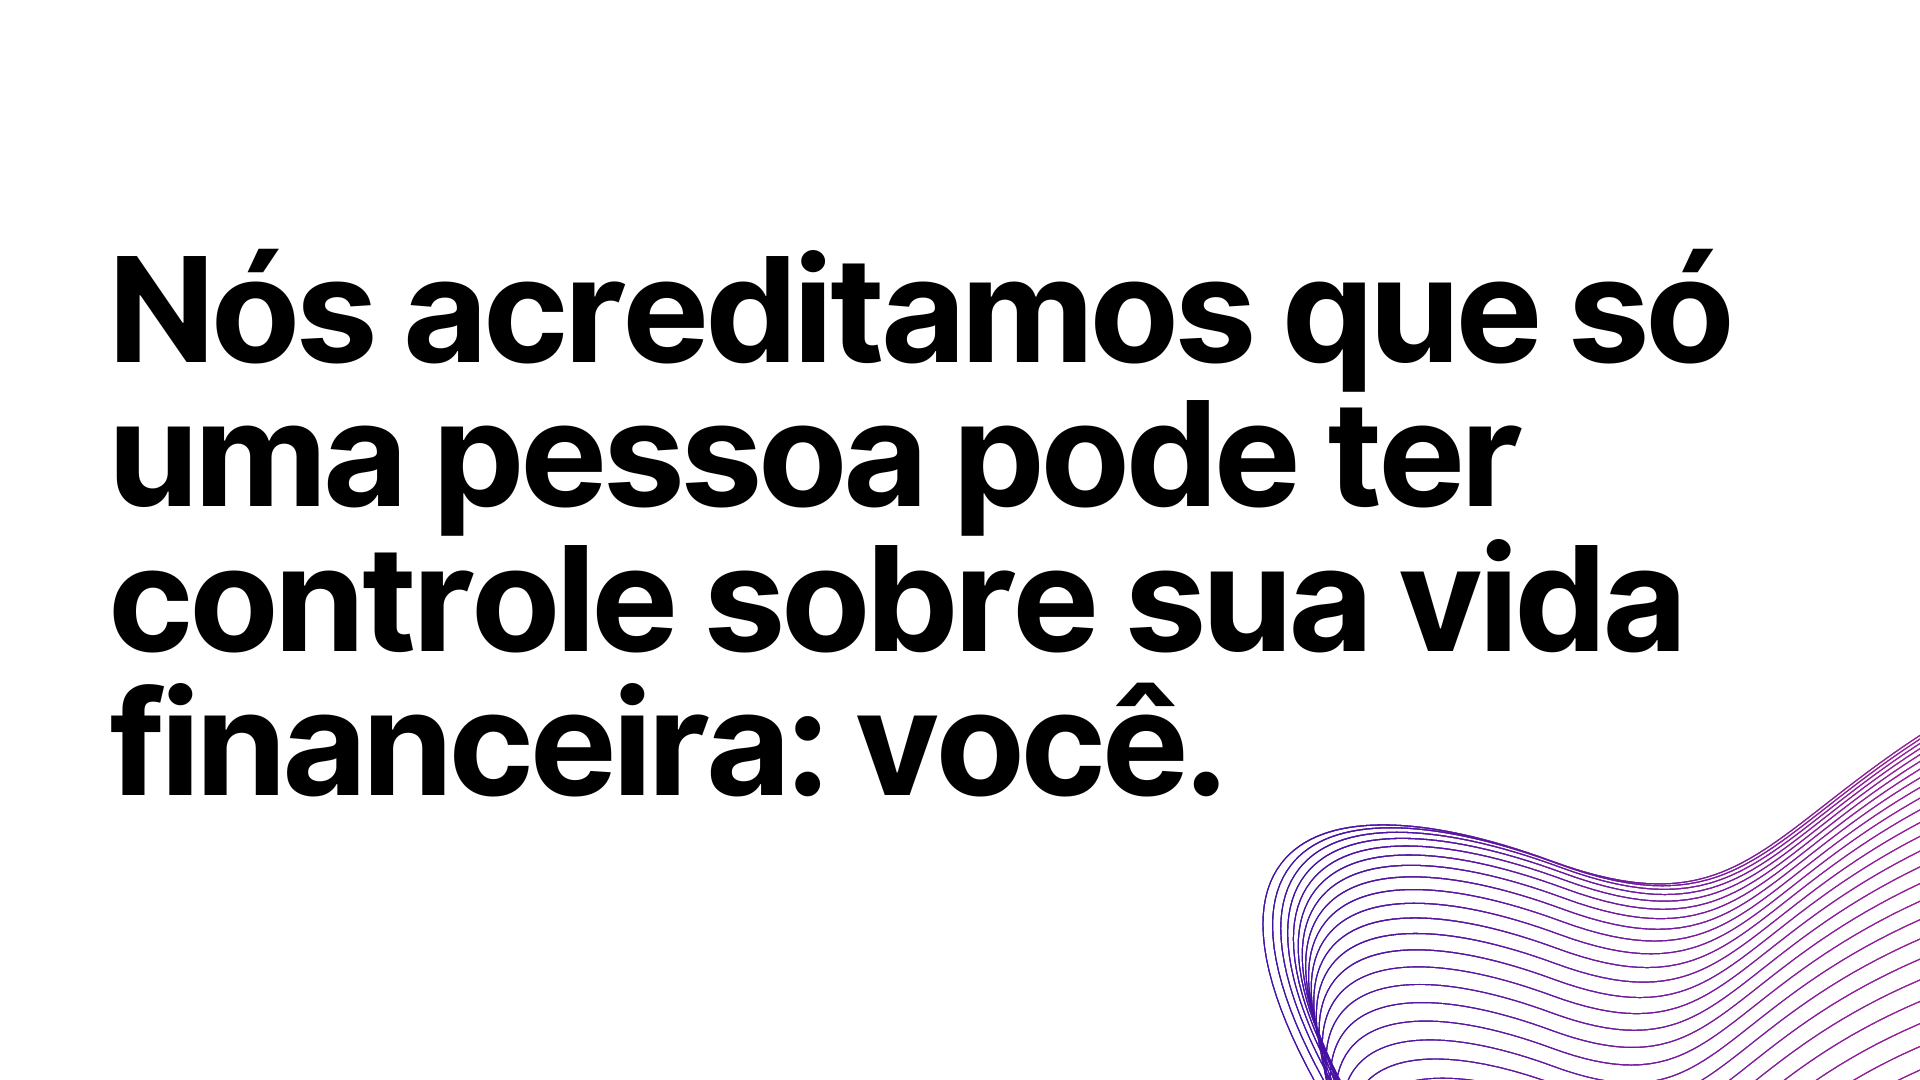 Nós acreditamos que só
uma pessoa pode ter
controle sobre sua vida
financeira: você.